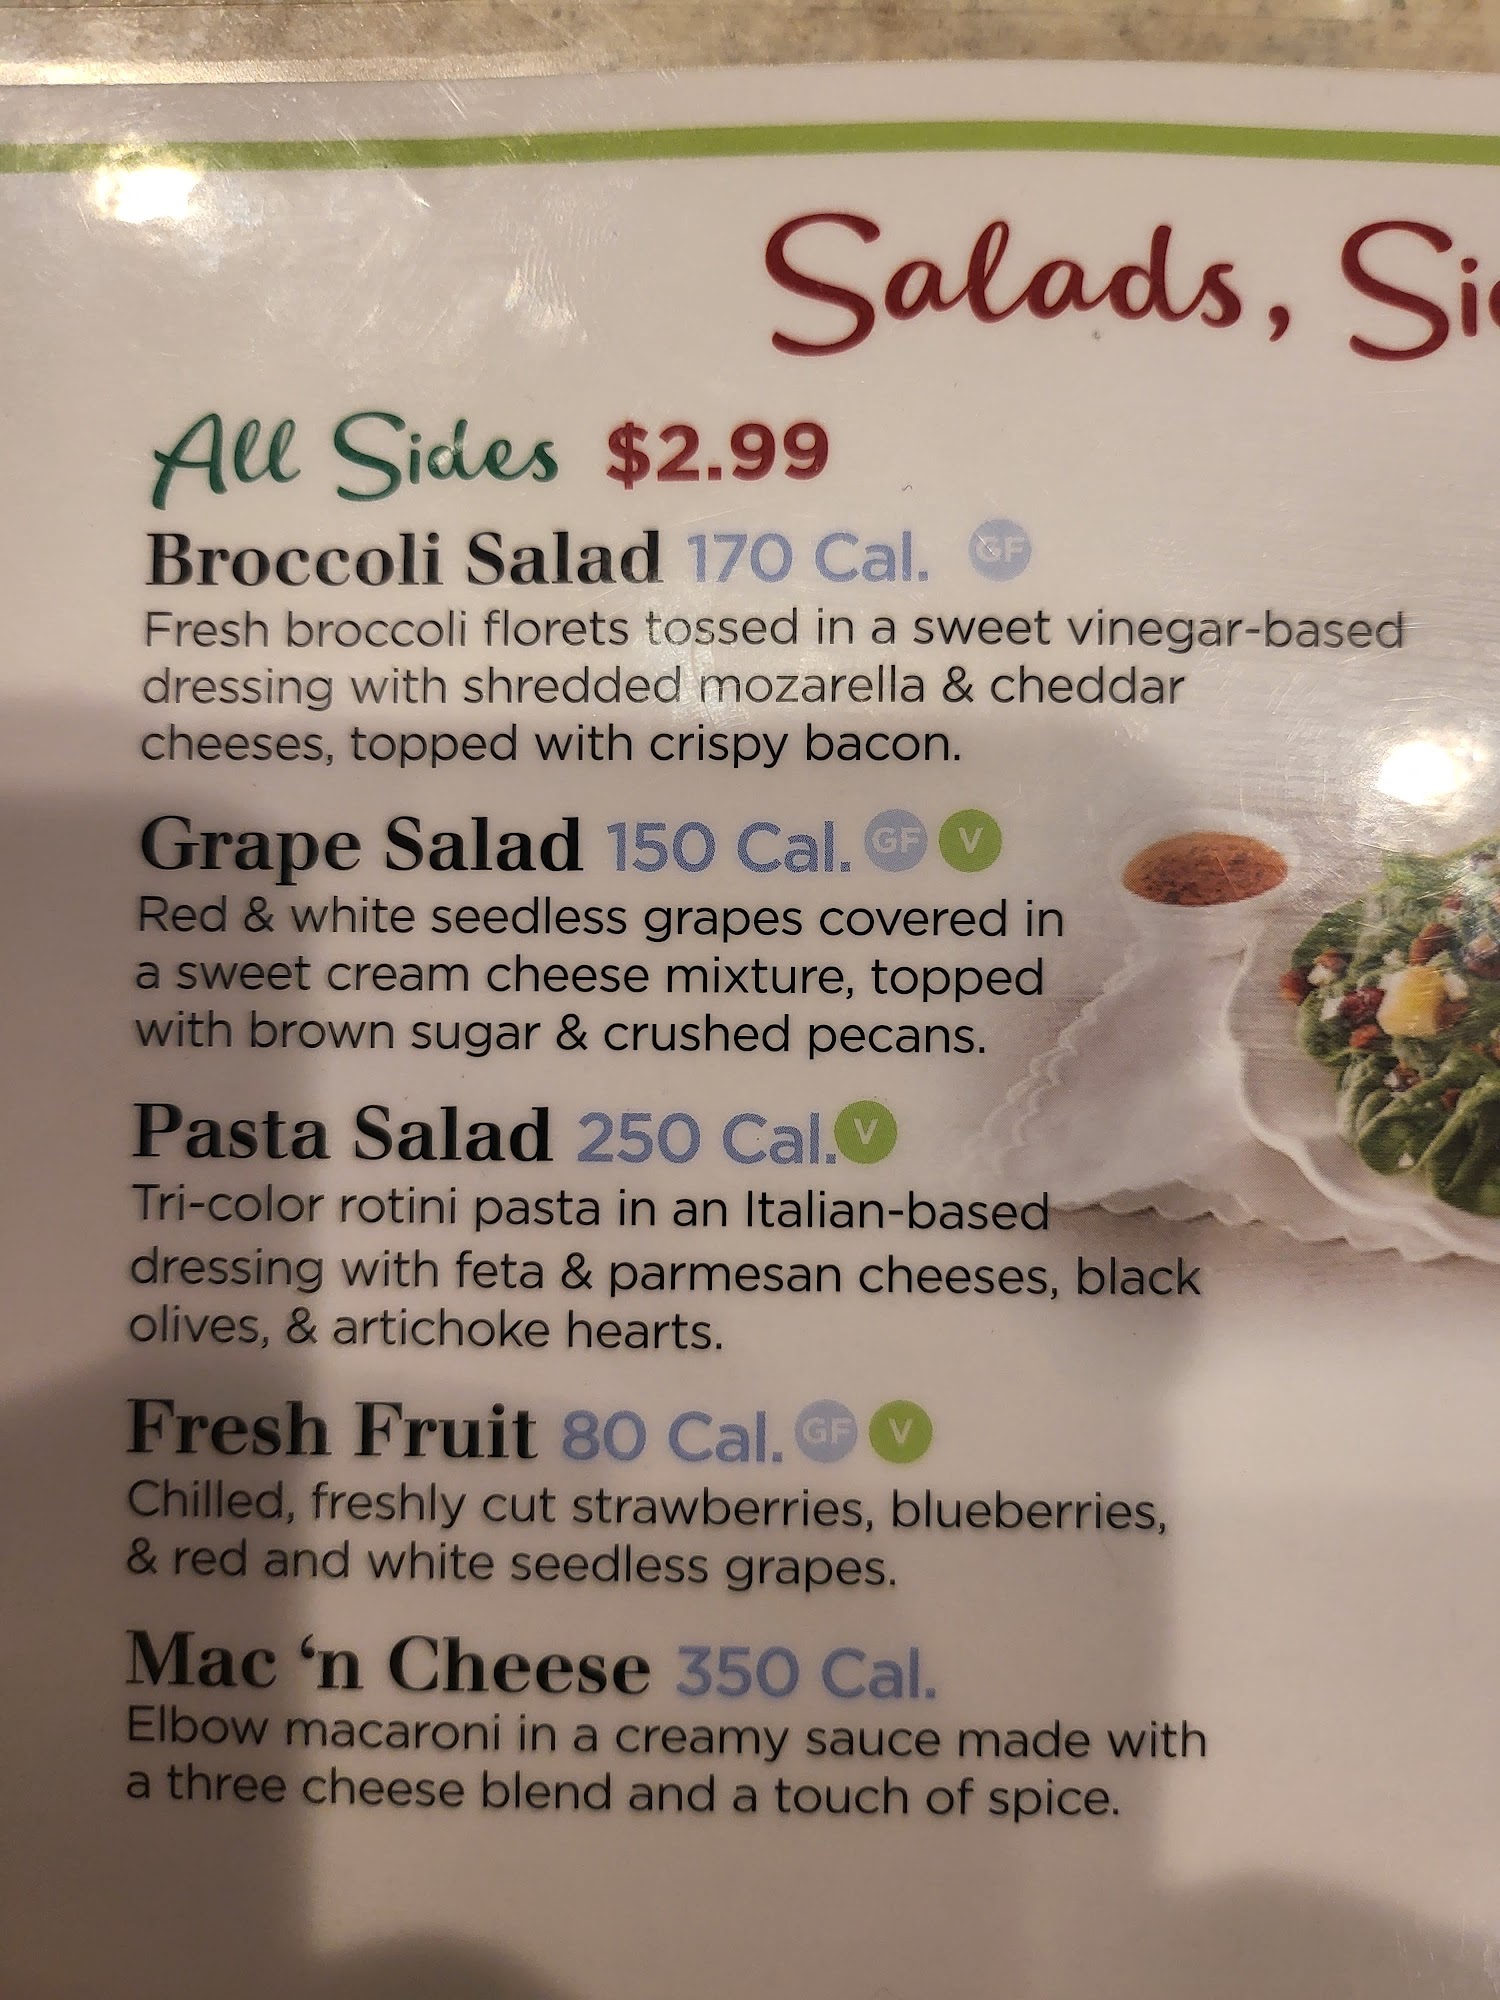 Salads,
All Sides $2.99
Broccoli Salad 170 Cal. GF
Fresh broccoli florets tossed in a sweet vinegar-based
dressing with shredded mozarella & cheddar
cheeses, topped with crispy bacon.
Grape Salad 150 Cal. GF V
Red & white seedless grapes covered in
a sweet cream cheese mixture, topped
with brown sugar & crushed pecans.
Pasta Salad 250 Cal. V
Tri-color rotini pasta in an Italian-based
dressing with feta & parmesan cheeses, black
olives, & artichoke hearts.
Fresh Fruit 80 Cal. GF V
Chilled, freshly cut strawberries, blueberries,
& red and white seedless grapes.
Mac ‘n Cheese 350 Cal.
Elbow macaroni in a creamy sauce made with
a three cheese blend and a touch of spice.